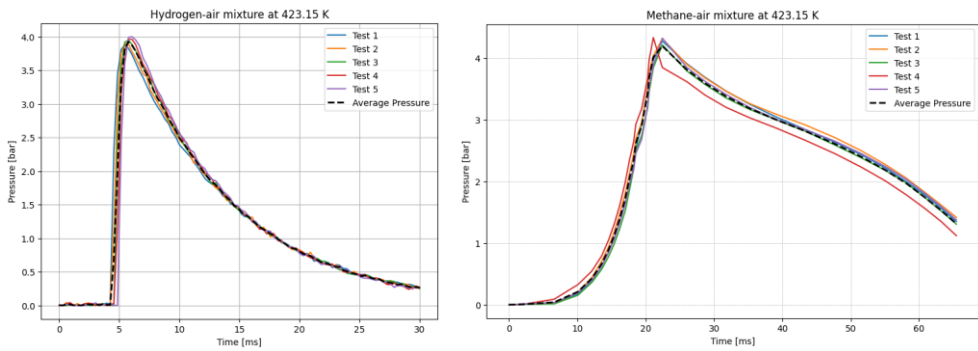 Hydrogen-air mixture at 423.15 K
Pressure [bar]
4.0
3.5
3.0
2.5
2.0
1.5
1.0
0.5
0.0
Test 1
Test 2
Test 3
Test 4
Test 5
Average Pressure
0
5
10
15
20
25
30
Time [ms]
Methane-air mixture at 423.15 K
Pressure [bar]
4
3
2
1
0
Test 1
Test 2
Test 3
Test 4
Test 5
Average Pressure
0
10
20
30
40
50
60
Time [ms]